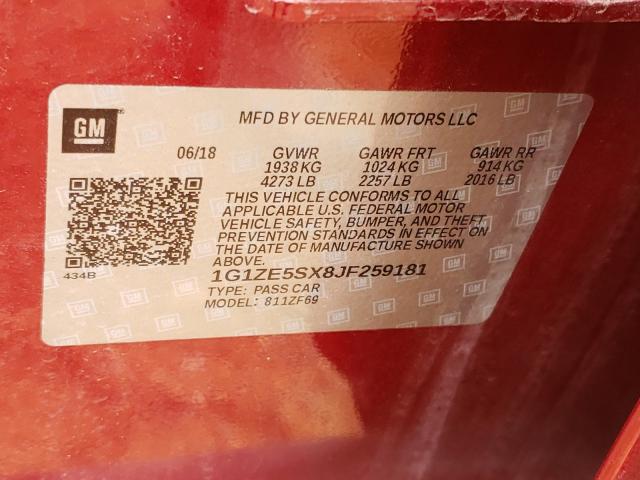 GM
MFD BY GENERAL MOTORS LLC
06/18 GVWR GAWR FRT GAWR RR
1938 KG 1024 KG 914 KG
4273 LB 2257 LB 2016 LB
THIS VEHICLE CONFORMS TO ALL
APPLICABLE U.S. FEDERAL MOTOR
VEHICLE SAFETY, BUMPER, AND THEFT
PREVENTION STANDARDS IN EFFECT ON
THE DATE OF MANUFACTURE SHOWN
ABOVE.
434B
1G1ZE5SX8JF259181
TYPE: PASS CAR
MODEL: 811ZF69